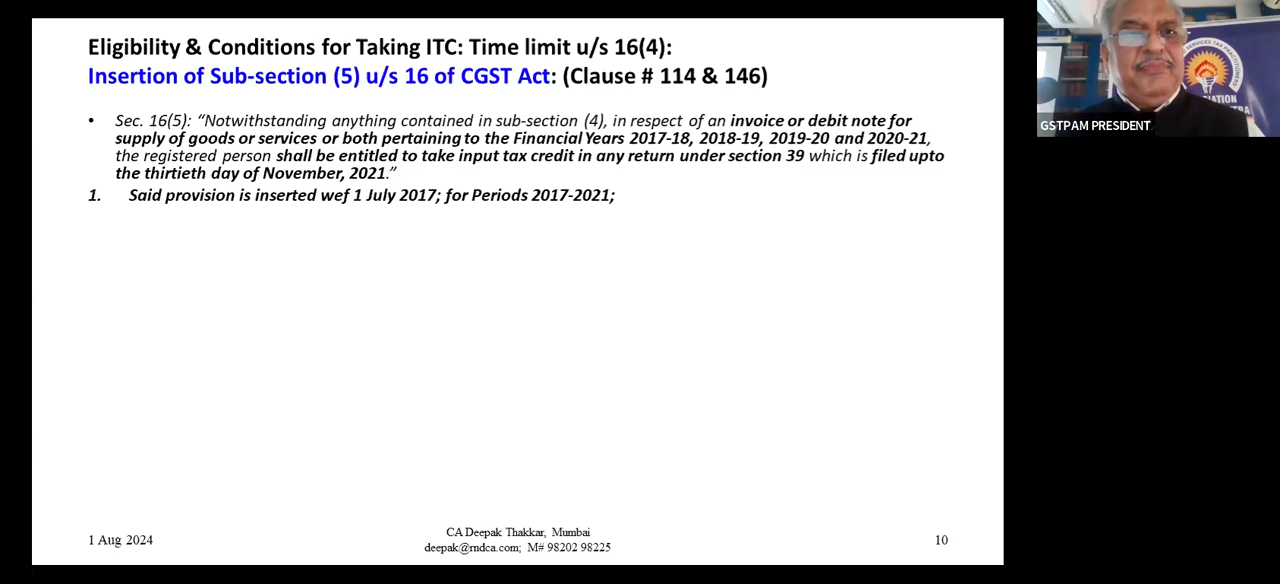 Eligibility & Conditions for Taking ITC: Time limit u/s 16(4):
Insertion of Sub-section (5) u/s 16 of CGST Act: (Clause # 114 & 146)
• Sec. 16(5): “Notwithstanding anything contained in sub-section (4), in respect of an invoice or debit note for
supply of goods or services or both pertaining to the Financial Years 2017-18, 2018-19, 2019-20 and 2020-21,
the registered person shall be entitled to take input tax credit in any return under section 39 which is filed upto
the thirtieth day of November, 2021.”
1. Said provision is inserted wef 1 July 2017; for Periods 2017-2021;
1 Aug 2024
CA Deepak Thakkar, Mumbai
deepak@rndca.com; M# 98202 98225
10
GSTPAM PRESIDENT